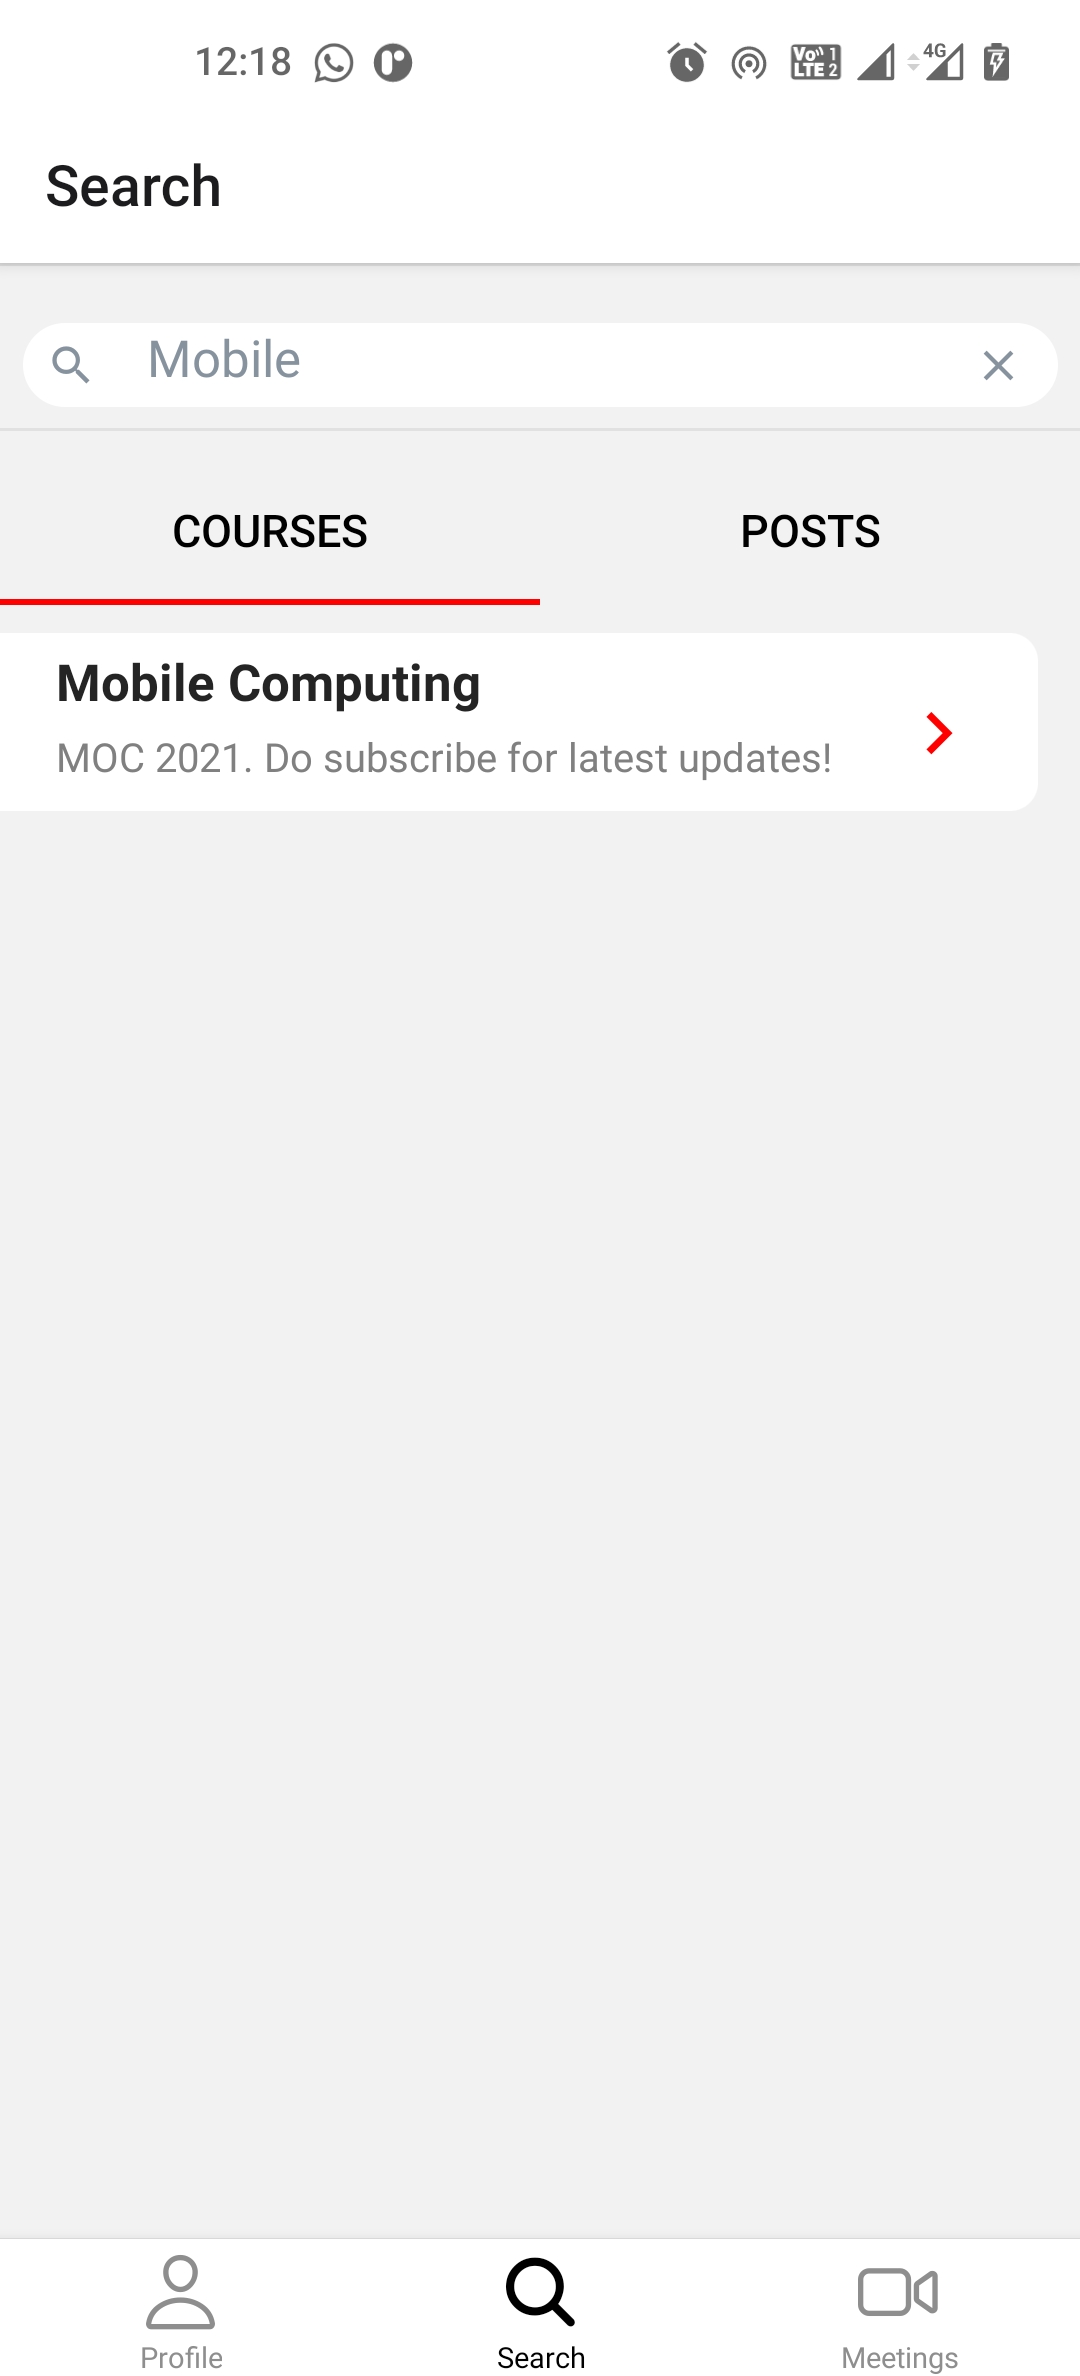 12:18
Vo 1
LTE 2
4G
Search
Mobile
COURSES
POSTS
Mobile Computing
MOC 2021. Do subscribe for latest updates!
Profile
Search
Meetings